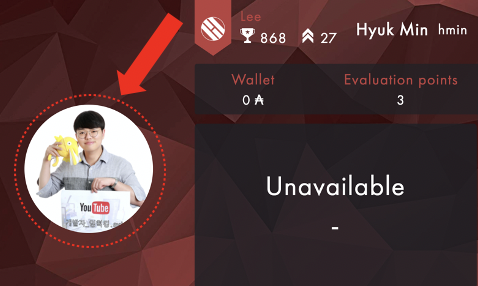 Lee
868
27
Hyuk Min hmin
Wallet
Evaluation points
0 ₳
3
Unavailable
-
YouTube